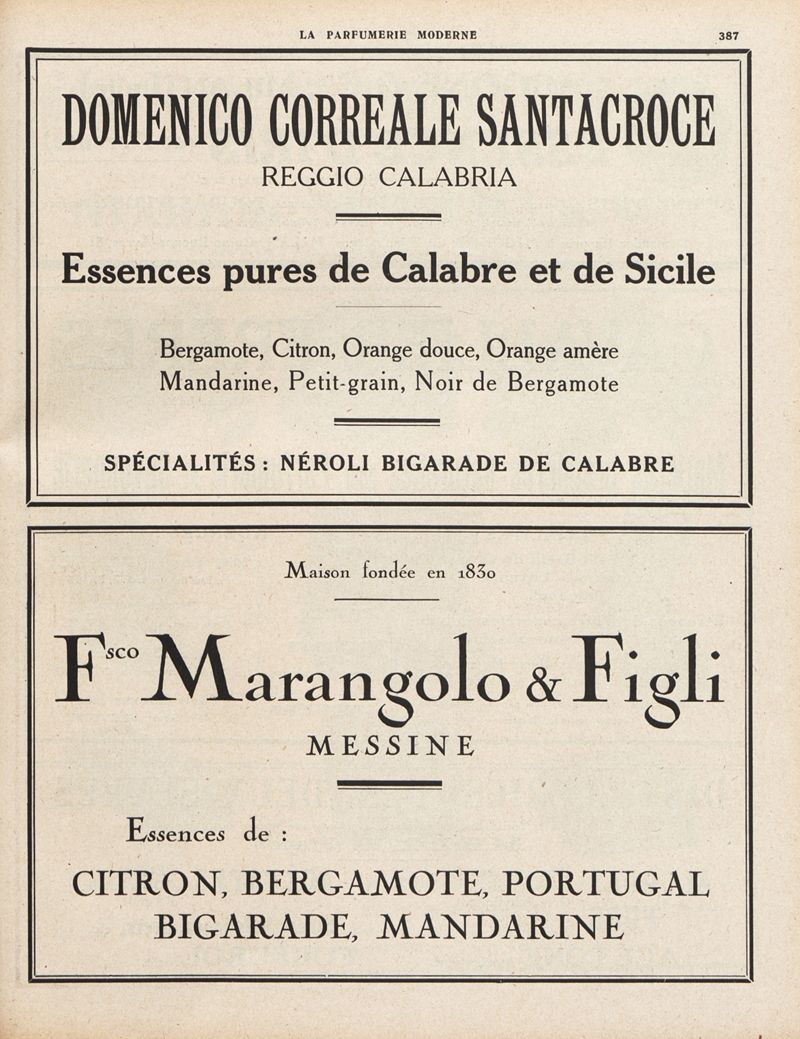 LA PARFUMERIE MODERNE 387
DOMENICO CORREALE SANTACROCE
REGGIO CALABRIA
Essences pures de Calabre et de Sicile
Bergamote, Citron, Orange douce, Orange amère
Mandarine, Petit-grain, Noir de Bergamote
SPÉCIALITÉS : NÉROLI BIGARADE DE CALABRE
Maison fondée en 1830
Fsco Marangolo & Figli
MESSINE
Essences de :
CITRON, BERGAMOTE, PORTUGAL
BIGARADE, MANDARINE